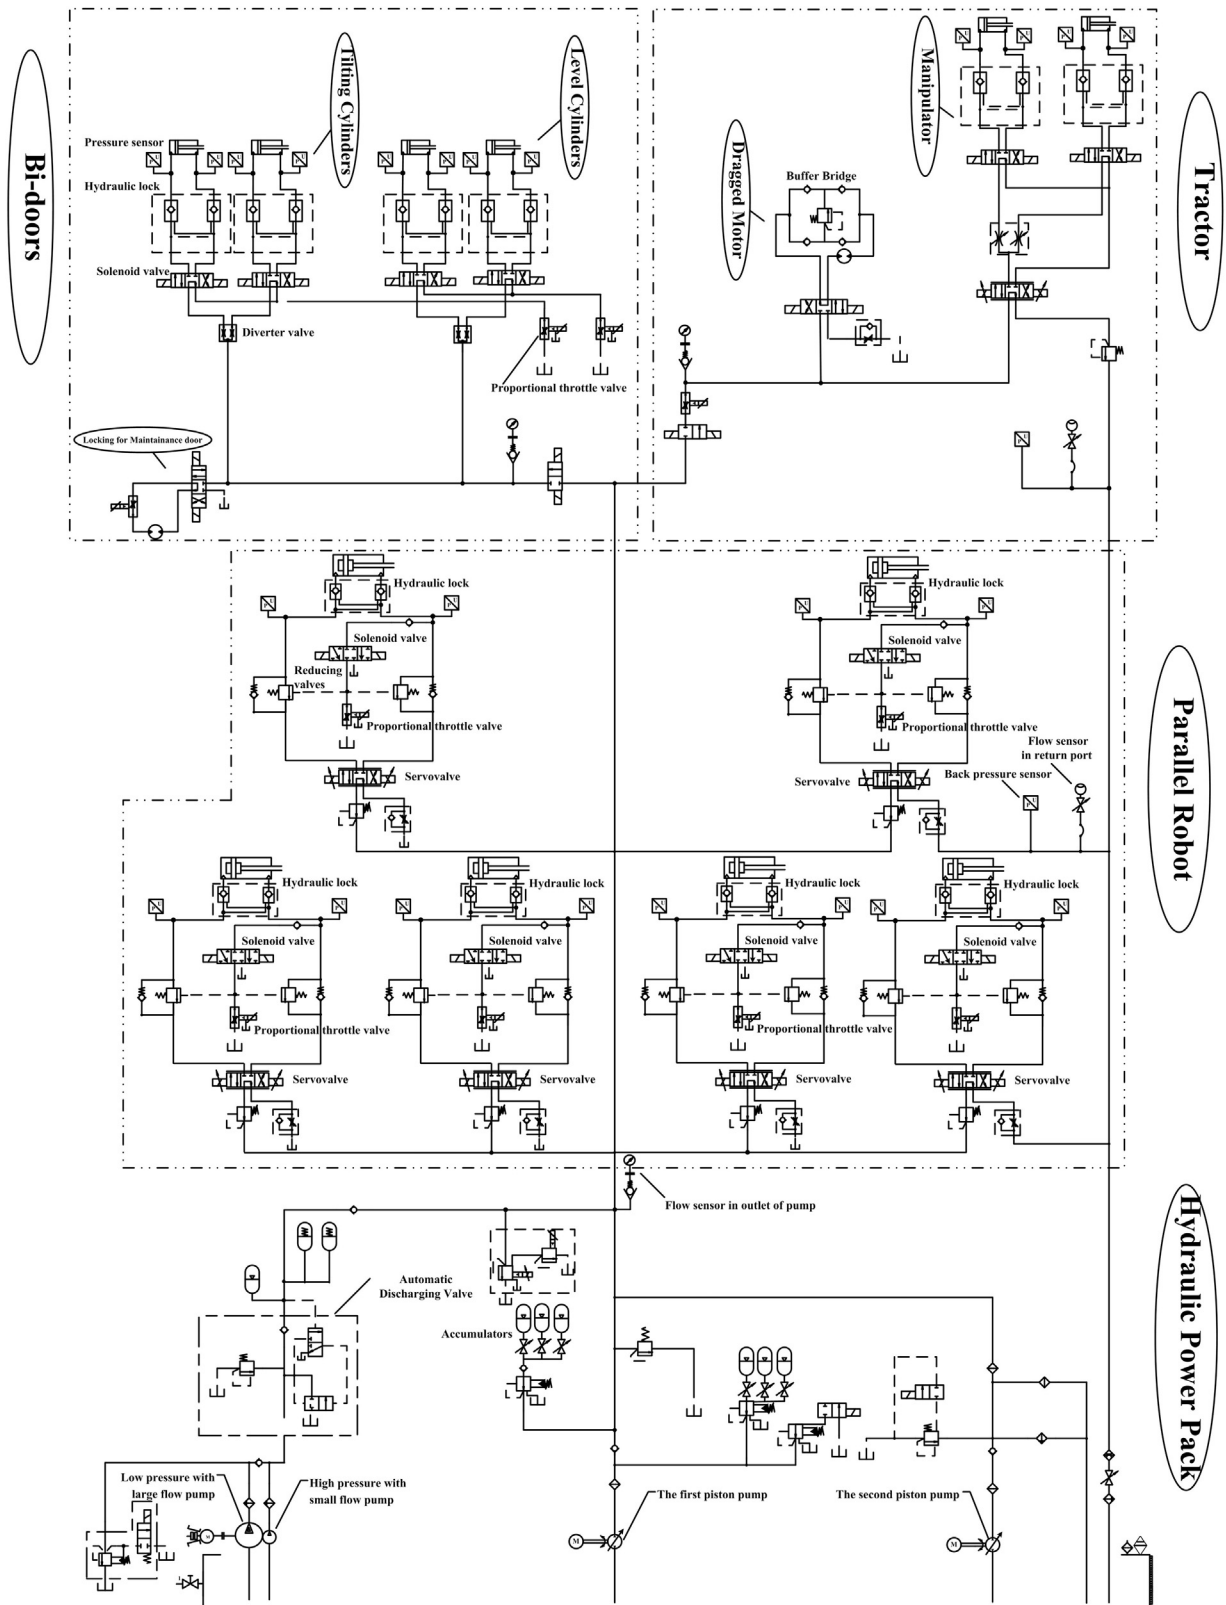 Bi-doors
Tilting Cylinders
Level Cylinders
Pressure sensor
Hydraulic lock
Solenoid valve
Diverter valve
Proportional throttle valve
Locking for Maintainance door
Tractor
Manipulator
Dragged Motor
Buffer Bridge
Parallel Robot
Hydraulic lock
Solenoid valve
Reducing
valves
Proportional throttle valve
Servovalve
Hydraulic lock
Solenoid valve
Proportional throttle valve
Servovalve
Flow sensor
in return port
Back pressure sensor
Hydraulic lock
Solenoid valve
Proportional throttle valve
Servovalve
Hydraulic lock
Solenoid valve
Servovalve
Hydraulic lock
Solenoid valve
Proportional throttle valve
Servovalve
Hydraulic lock
Solenoid valve
Servovalve
Hydraulic Power Pack
Flow sensor in outlet of pump
Automatic
Discharging Valve
Accumulators
Low pressure with
large flow pump
High pressure with
small flow pump
The first piston pump
The second piston pump
M
M
M